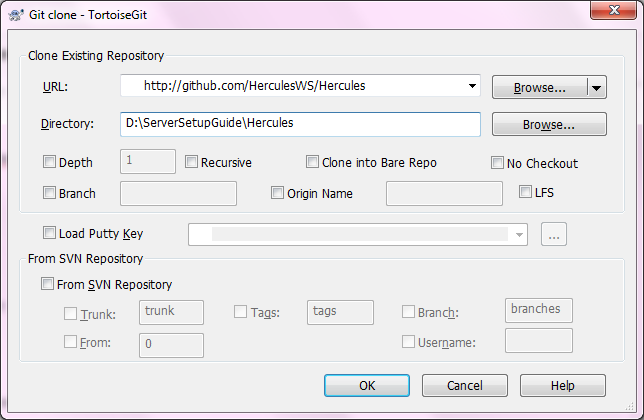 Git clone - TortoiseGit
Clone Existing Repository
URL: http://github.com/HerculesWS/Hercules Browse...
Directory: D:\ServerSetupGuide\Hercules Browse...
Depth 1 Recursive Clone into Bare Repo No Checkout
Branch Origin Name LFS
Load Putty Key ...
From SVN Repository
From SVN Repository
Trunk: trunk Tags: tags Branch: branches
From: 0 Username:
OK Cancel Help